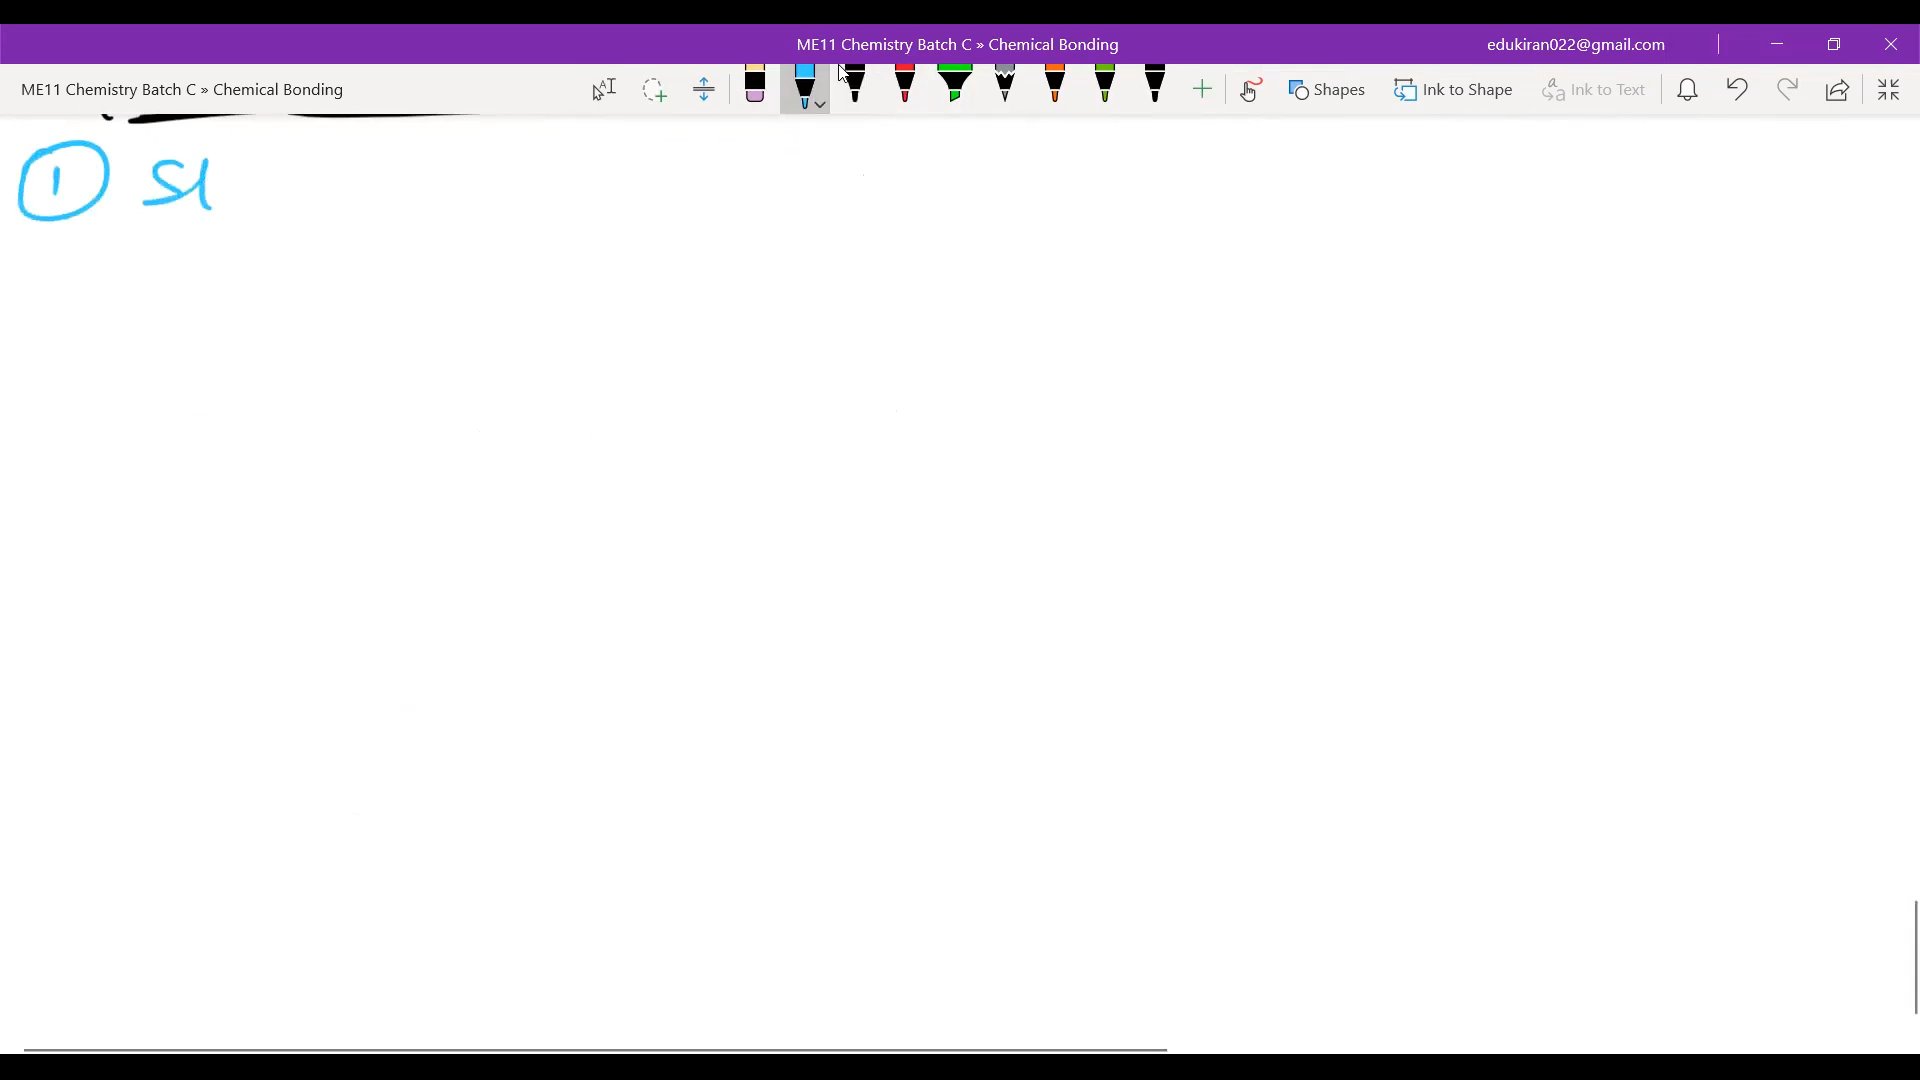 ME11 Chemistry Batch C » Chemical Bonding
edukiran022@gmail.com
ME11 Chemistry Batch C » Chemical Bonding
Shapes
Ink to Shape
Ink to Text
1 Sl